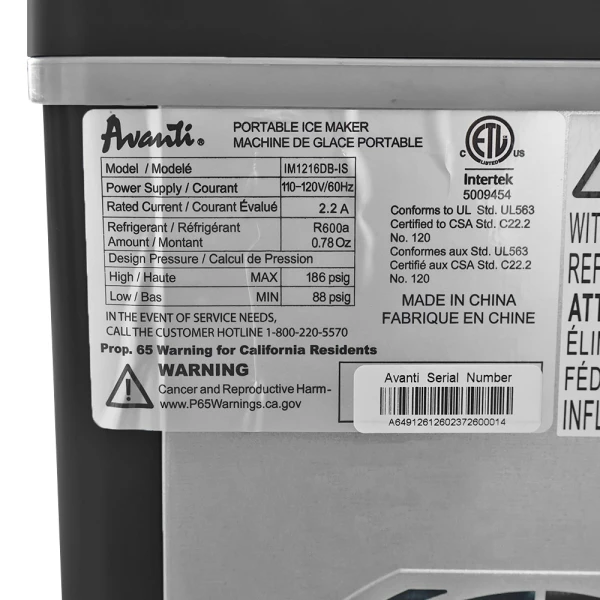 Avanti®
PORTABLE ICE MAKER
MACHINE DE GLACE PORTABLE
Model / Modelé IM1216DB-IS
Power Supply / Courant 110-120V/60Hz
Rated Current / Courant Évalué 2.2 A
Refrigerant / Réfrigérant R600a
Amount / Montant 0.78 Oz
Design Pressure / Calcul de Pression
High / Haute MAX 186 psig
Low / Bas MIN 88 psig
IN THE EVENT OF SERVICE NEEDS,
CALL THE CUSTOMER HOTLINE 1-800-220-5570
Prop. 65 Warning for California Residents
WARNING
Cancer and Reproductive Harm-
www.P65Warnings.ca.gov
C ETL US
LISTED
Intertek
5009454
Conforms to UL Std. UL563
Certified to CSA Std. C22.2
No. 120
Conformes aux Std. UL563
Certifié aux CSA Std. C22.2
No. 120
MADE IN CHINA
FABRIQUE EN CHINE
Avanti Serial Number
A64912612602372600014
WIT
REF
ATT
ÉLIN
FÉD
INFL